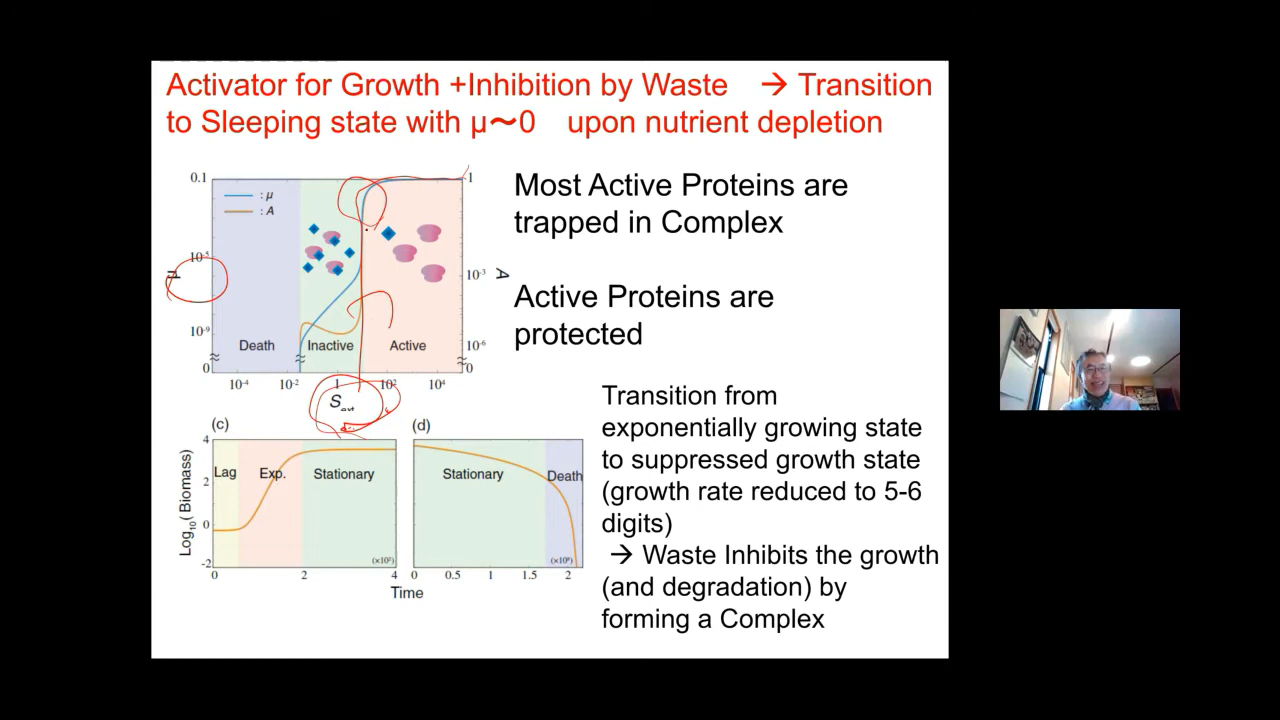 Activator for Growth +Inhibition by Waste → Transition
to Sleeping state with μ〜0 upon nutrient depletion
0.1
1
: μ
: A
10⁻⁵
10⁻³
μ
A
10⁻⁹
10⁻⁶
Death
Inactive
Active
0
0
10⁻⁴
10⁻²
1
10²
10⁴
S
Most Active Proteins are
trapped in Complex
Active Proteins are
protected
(c)
(d)
4
Lag
Exp.
Stationary
Stationary
Death
Log₁₀( Biomass)
2
0
-2
(×10²)
0
2
4
0
0.5
1
1.5
2
Time
Transition from
exponentially growing state
to suppressed growth state
(growth rate reduced to 5-6
digits)
→ Waste Inhibits the growth
(and degradation) by
forming a Complex